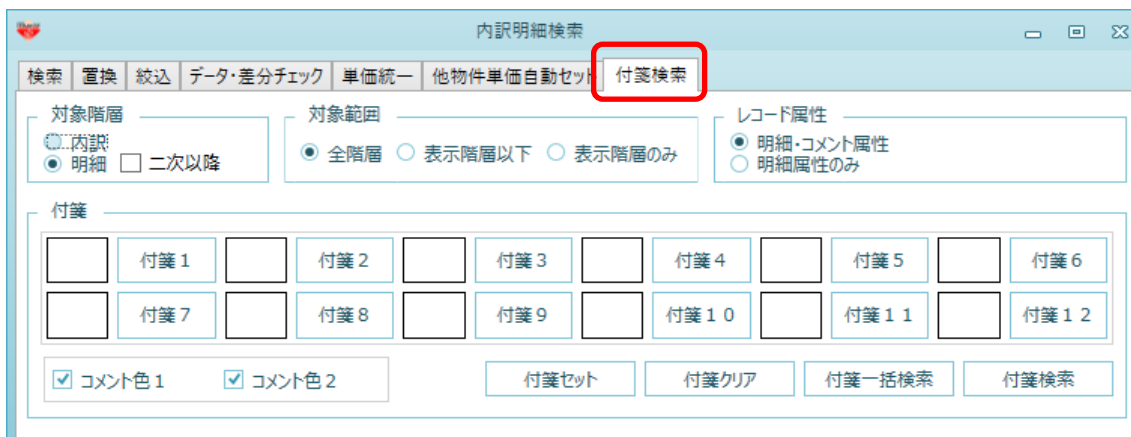 内訳明細検索
検索 置換 絞込 データ・差分チェック 単価統一 他物件単価自動セット 付箋検索
対象階層 対象範囲 レコード属性
内訳
明細 二次以降
全階層 表示階層以下 表示階層のみ
明細・コメント属性
明細属性のみ
付箋
付箋1 付箋2 付箋3 付箋4 付箋5 付箋6
付箋7 付箋8 付箋9 付箋10 付箋11 付箋12
コメント色1 コメント色2 付箋セット 付箋クリア 付箋一括検索 付箋検索